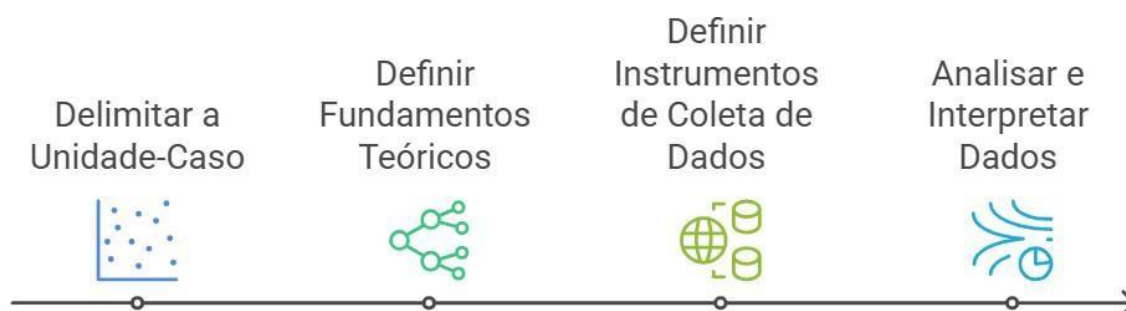 Delimitar a
Unidade-Caso
Definir
Fundamentos
Teóricos
Definir
Instrumentos
de Coleta de
Dados
Analisar e
Interpretar
Dados